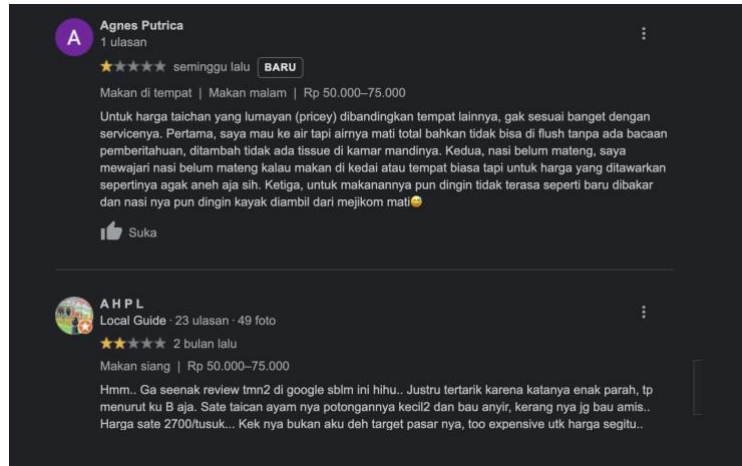 A
Agnes Putrica
1 ulasan
seminggu lalu BARU
Makan di tempat | Makan malam | Rp 50.000–75.000
Untuk harga taichan yang lumayan (pricey) dibandingkan tempat lainnya, gak sesuai banget dengan
servicenya. Pertama, saya mau ke air tapi airnya mati total bahkan tidak bisa di flush tanpa ada bacaan
pemberitahuan, ditambah tidak ada tissue di kamar mandinya. Kedua, nasi belum mateng, saya
mewajari nasi belum mateng kalau makan di kedai atau tempat biasa tapi untuk harga yang ditawarkan
sepertinya agak aneh aja sih. Ketiga, untuk makanannya pun dingin tidak terasa seperti baru dibakar
dan nasi nya pun dingin kayak diambil dari mejikom mati😅
Suka
A H P L
Local Guide · 23 ulasan · 49 foto
2 bulan lalu
Makan siang | Rp 50.000–75.000
Hmm.. Ga seenak review tmn2 di google sblm ini hihu.. Justru tertarik karena katanya enak parah, tp
menurut ku B aja. Sate taican ayam nya potongannya kecil2 dan bau anyir, kerang nya jg bau amis..
Harga sate 2700/tusuk... Kek nya bukan aku deh target pasar nya, too expensive utk harga segitu..